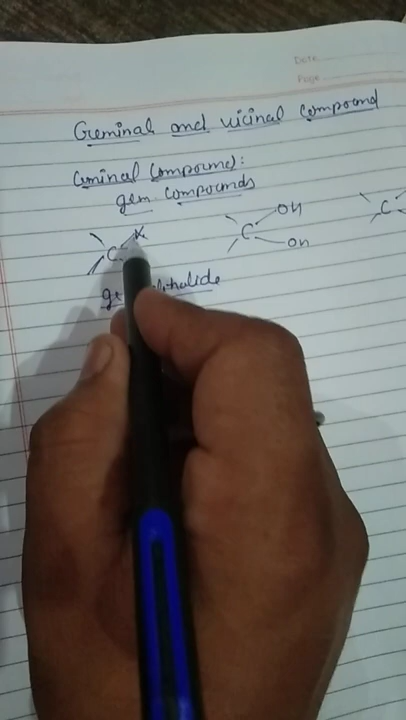 Date
Page
Geminal and vicinal compound
Geminal Compound:
gem compounds
X
C
OH
C
OH
C
dihalide